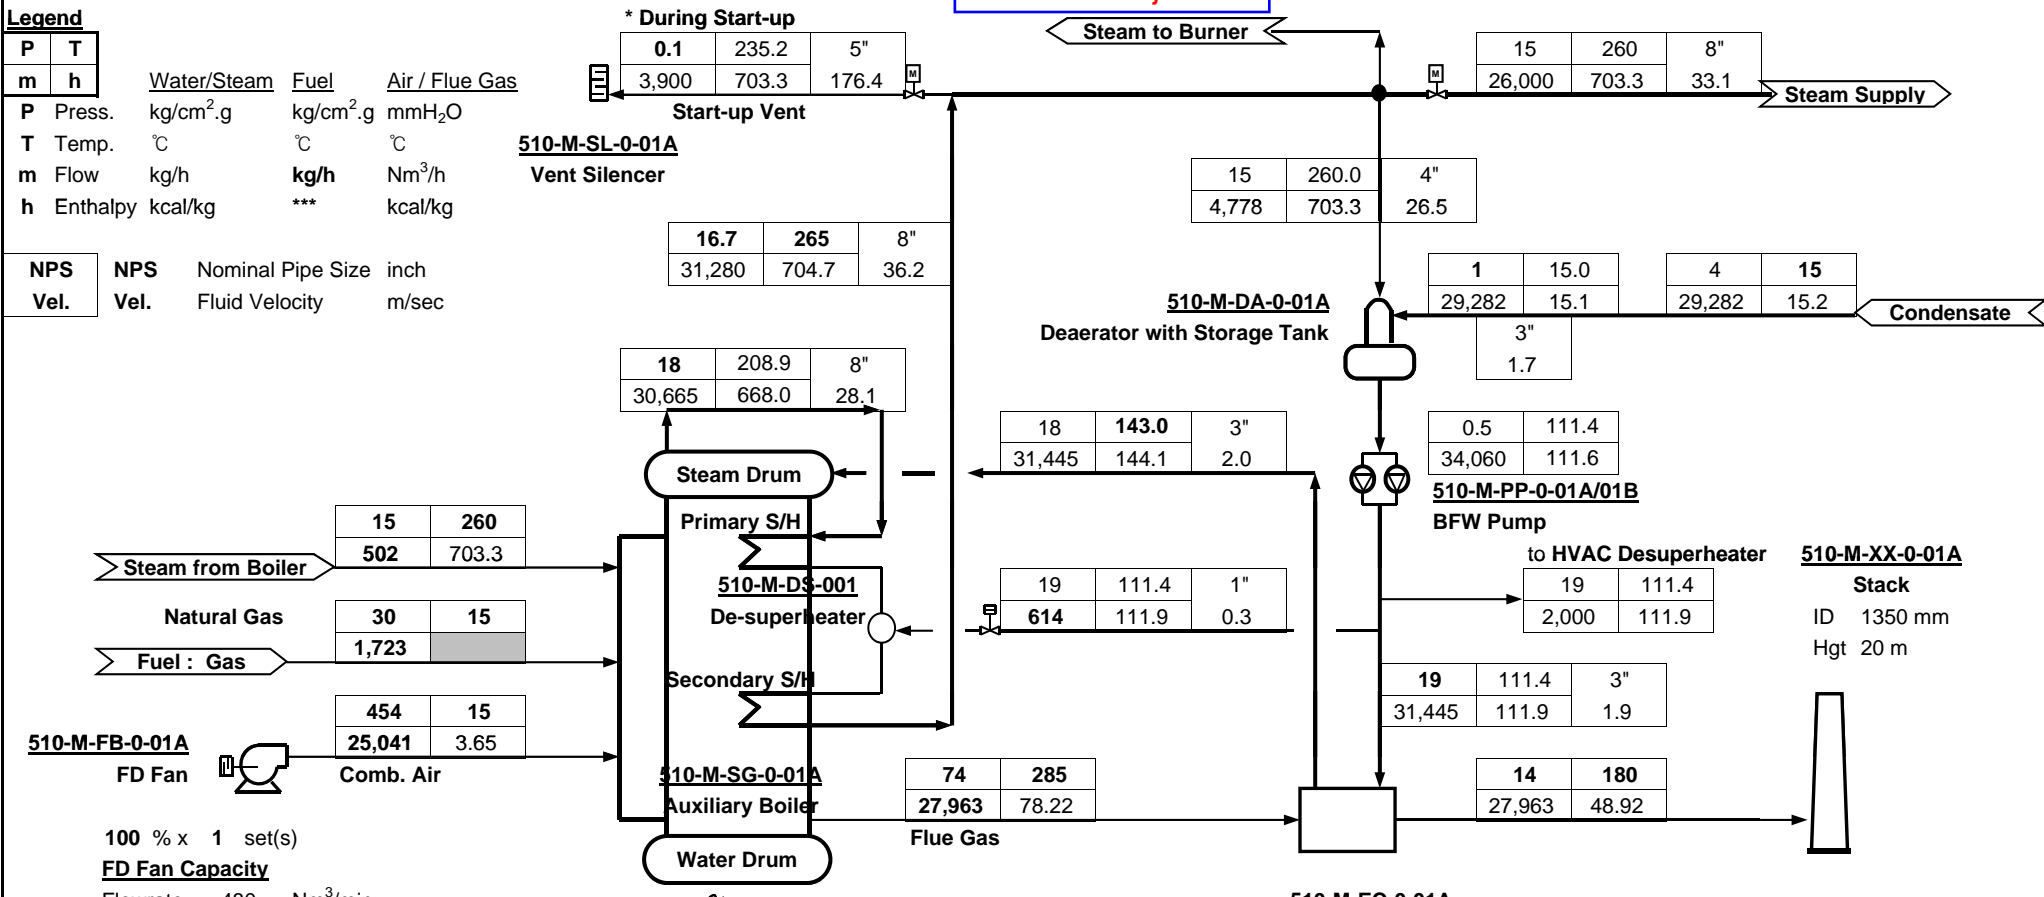 Legend
P T
m h
Water/Steam Fuel Air / Flue Gas
P Press. kg/cm².g kg/cm².g mmH₂O
T Temp. ℃ ℃ ℃
m Flow kg/h kg/h Nm³/h
h Enthalpy kcal/kg *** kcal/kg
NPS NPS Nominal Pipe Size inch
Vel. Vel. Fluid Velocity m/sec
* During Start-up
0.1 235.2 5"
3,900 703.3 176.4
M
Start-up Vent
510-M-SL-0-01A
Vent Silencer
Steam to Burner
M
15 260 8"
26,000 703.3 33.1
Steam Supply
15 260.0 4"
4,778 703.3 26.5
16.7 265 8"
31,280 704.7 36.2
510-M-DA-0-01A
Deaerator with Storage Tank
1 15.0
29,282 15.1
3"
1.7
4 15
29,282 15.2
Condensate
18 208.9 8"
30,665 668.0 28.1
18 143.0 3"
31,445 144.1 2.0
0.5 111.4
34,060 111.6
510-M-PP-0-01A/01B
BFW Pump
Steam Drum
Primary S/H
510-M-DS-001
De-superheater
Secondary S/H
15 260
502 703.3
Steam from Boiler
Natural Gas
30 15
1,723
Fuel : Gas
454 15
25,041 3.65
510-M-FB-0-01A
FD Fan
Comb. Air
19 111.4 1"
614 111.9 0.3
to HVAC Desuperheater
19 111.4
2,000 111.9
510-M-XX-0-01A
Stack
ID 1350 mm
Hgt 20 m
19 111.4 3"
31,445 111.9 1.9
510-M-SG-0-01A
Auxiliary Boiler
Water Drum
74 285
27,963 78.22
Flue Gas
14 180
27,963 48.92
100 % x 1 set(s)
FD Fan Capacity